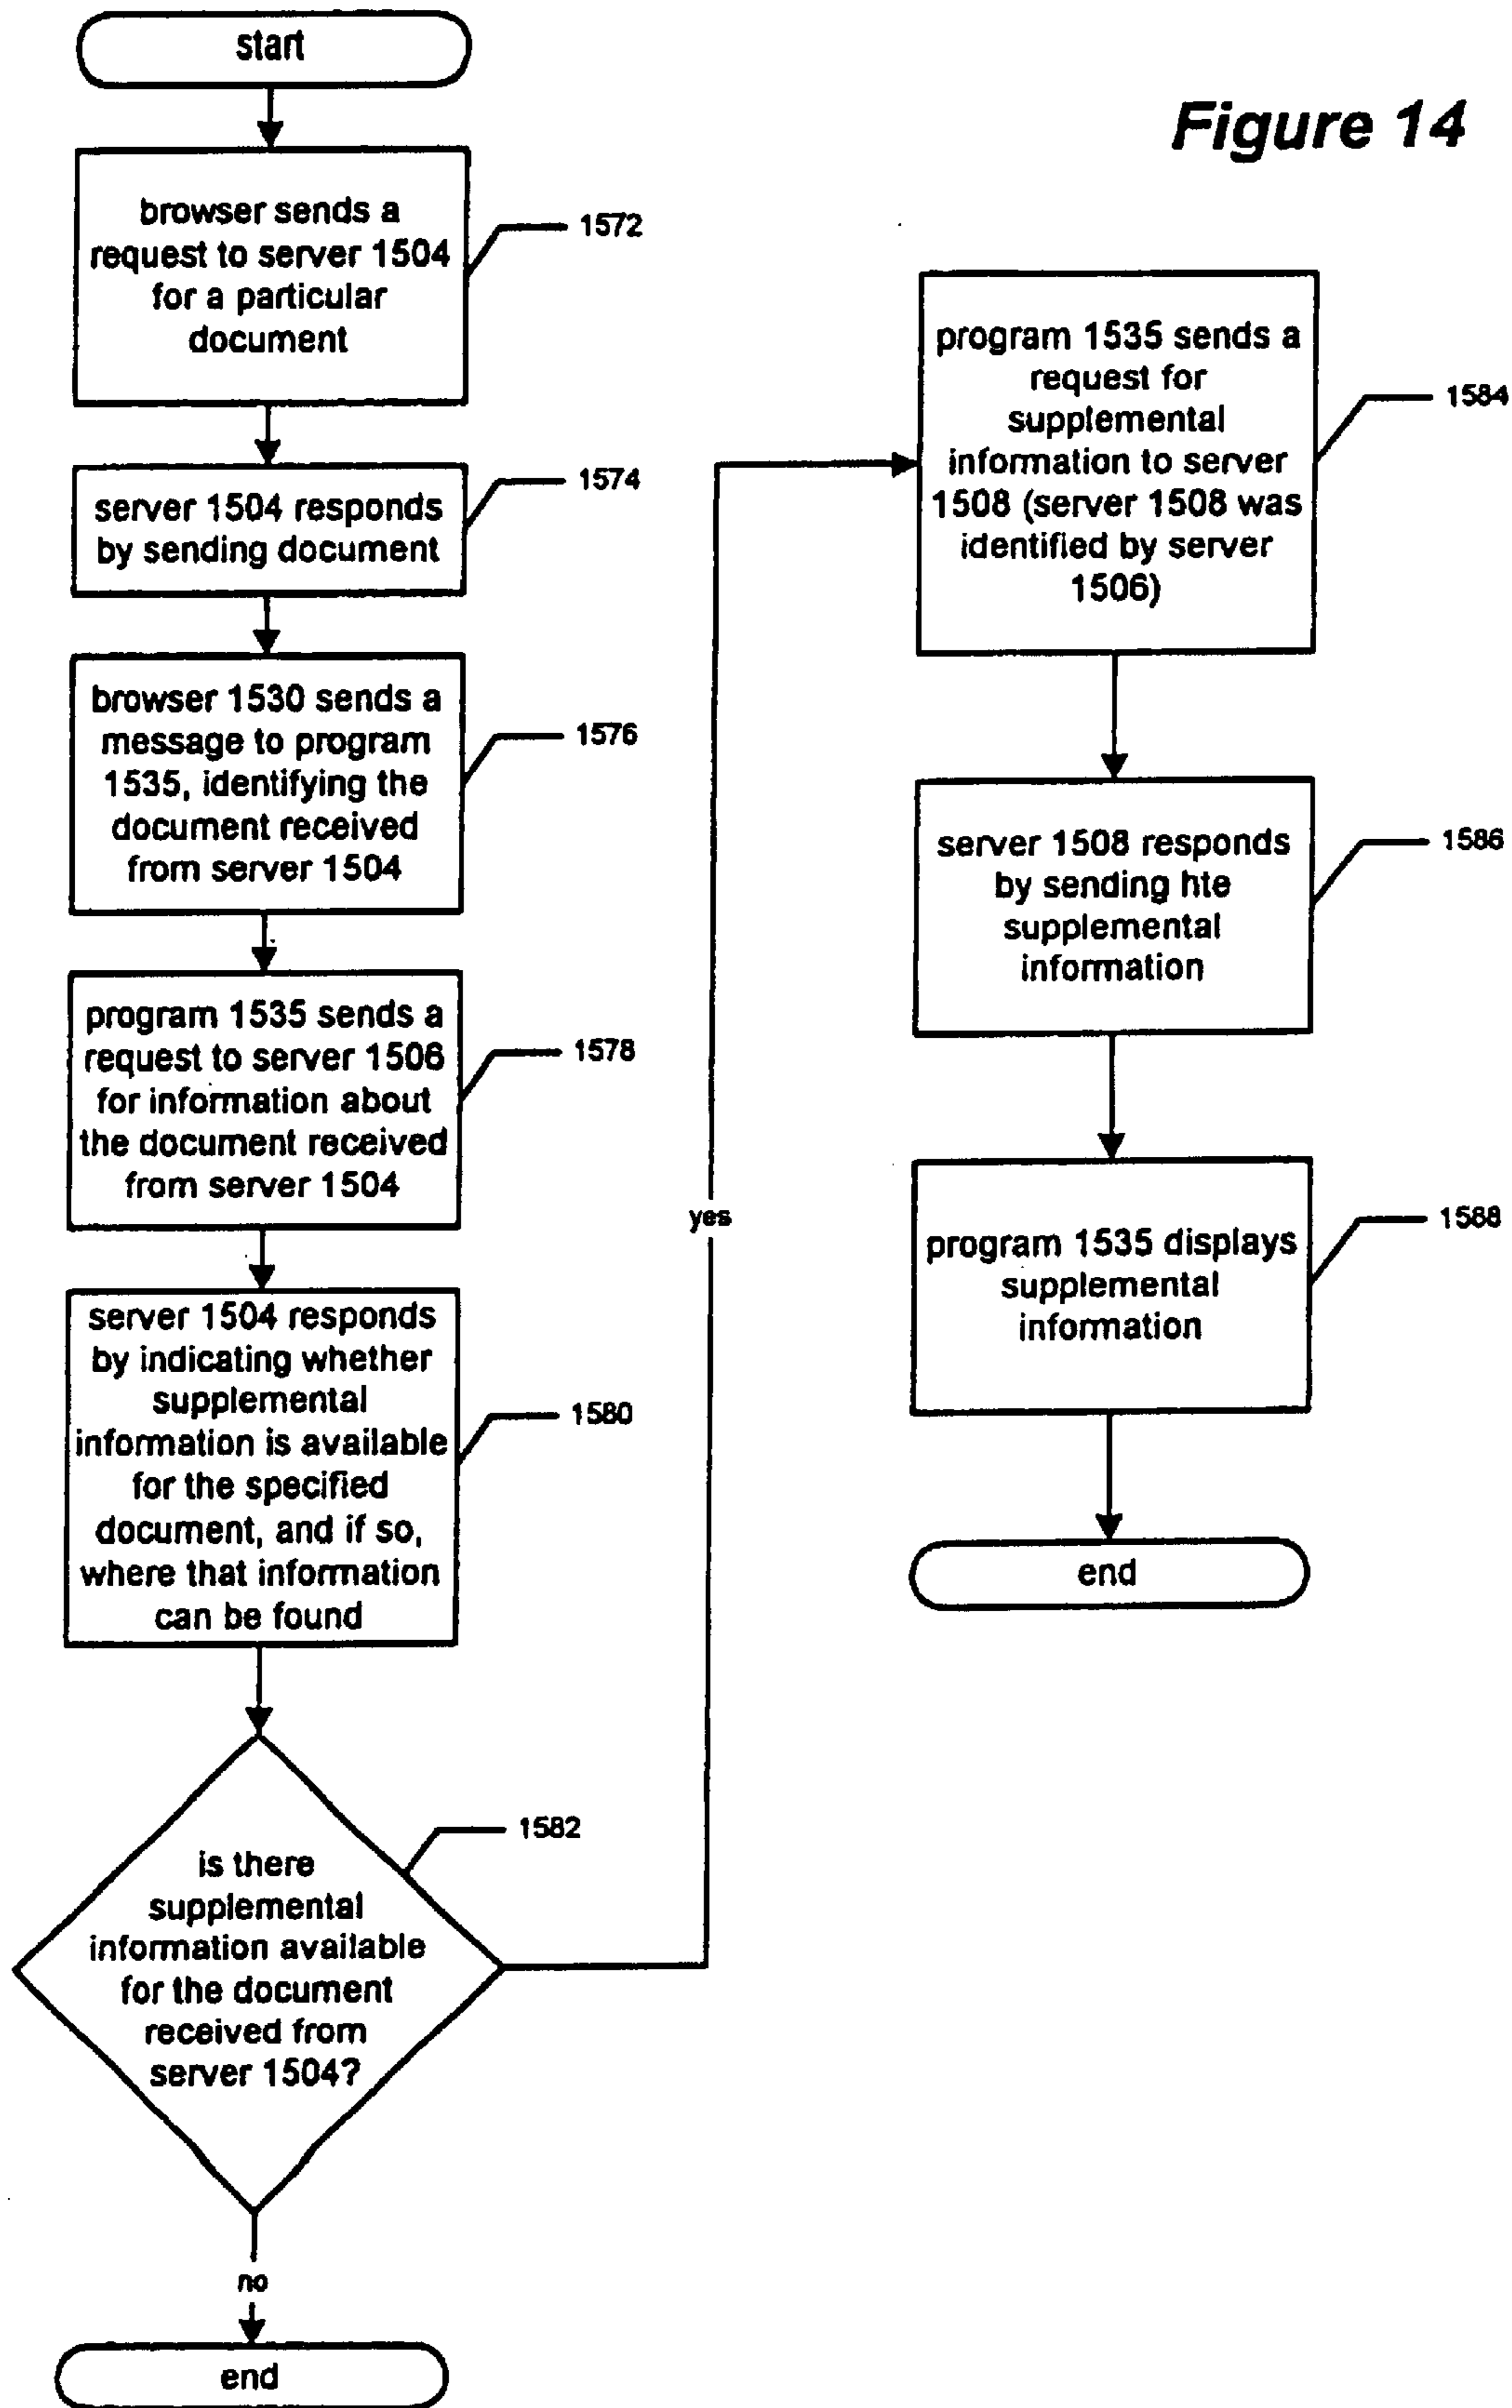 Figure 14
start
browser sends a
request to server 1504
for a particular
document
1572
server 1504 responds
by sending document
1574
browser 1530 sends a
message to program
1535, identifying the
document received
from server 1504
1576
program 1535 sends a
request to server 1506
for information about
the document received
from server 1504
1578
server 1504 responds
by indicating whether
supplemental
information is available
for the specified
document, and if so,
where that information
can be found
1580
is there
supplemental
information available
for the document
received from
server 1504?
1582
no
end
yes
program 1535 sends a
request for
supplemental
information to server
1508 (server 1508 was
identified by server
1506)
1584
server 1508 responds
by sending hte
supplemental
information
1586
program 1535 displays
supplemental
information
1588
end